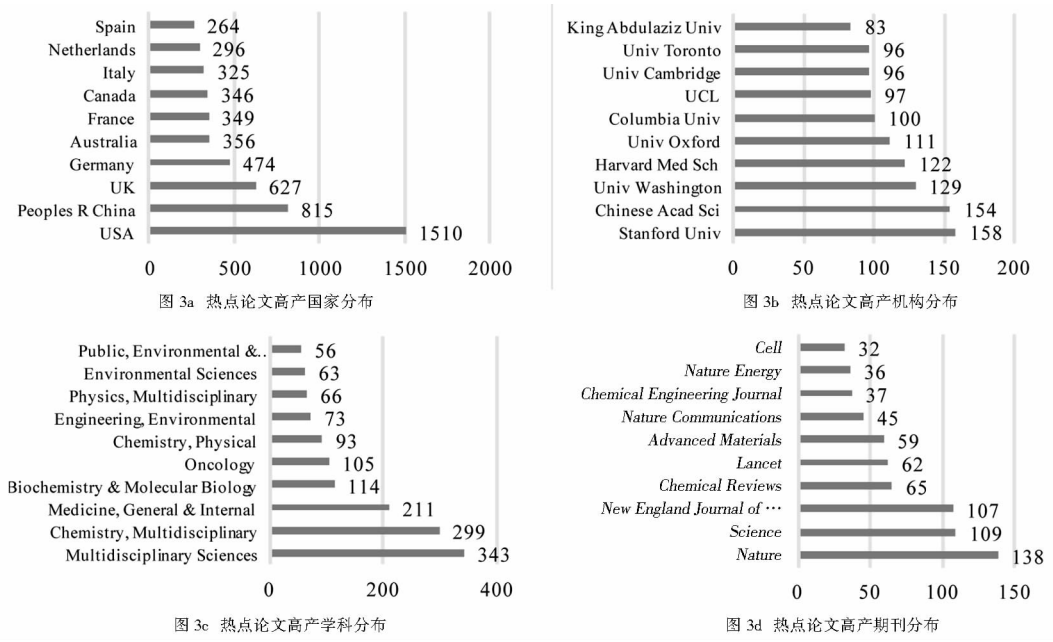 Spain 264
Netherlands 296
Italy 325
Canada 346
France 349
Australia 356
Germany 474
UK 627
Peoples R China 815
USA 1510
0 500 1000 1500 2000
图 3a 热点论文高产国家分布
King Abdulaziz Univ 83
Univ Toronto 96
Univ Cambridge 96
UCL 97
Columbia Univ 100
Univ Oxford 111
Harvard Med Sch 122
Univ Washington 129
Chinese Acad Sci 154
Stanford Univ 158
0 50 100 150 200
图 3b 热点论文高产机构分布
Public, Environmental &.. 56
Environmental Sciences 63
Physics, Multidisciplinary 66
Engineering, Environmental 73
Chemistry, Physical 93
Oncology 105
Biochemistry & Molecular Biology 114
Medicine, General & Internal 211
Chemistry, Multidisciplinary 299
Multidisciplinary Sciences 343
0 200 400
图 3c 热点论文高产学科分布
Cell 32
Nature Energy 36
Chemical Engineering Journal 37
Nature Communications 45
Advanced Materials 59
Lancet 62
Chemical Reviews 65
New England Journal of … 107
Science 109
Nature 138
0 50 100 150
图 3d 热点论文高产期刊分布